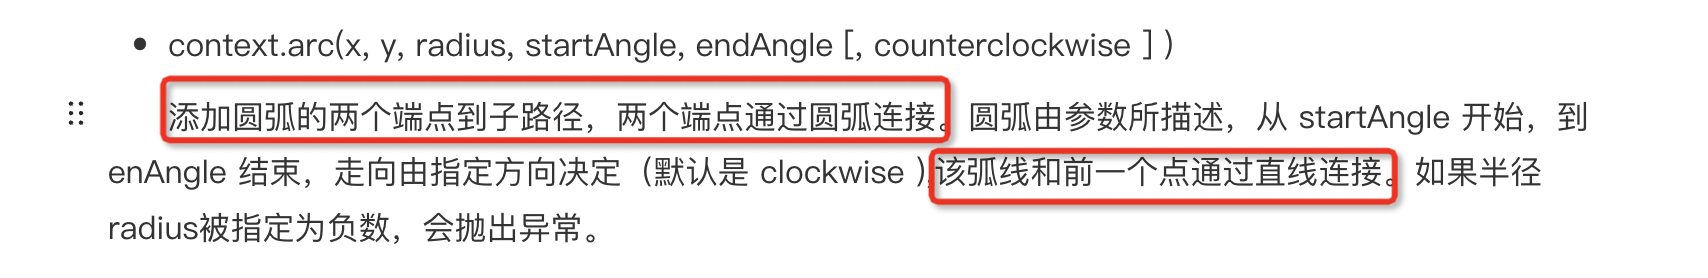 • context.arc(x, y, radius, startAngle, endAngle [, counterclockwise ] )
添加圆弧的两个端点到子路径，两个端点通过圆弧连接。圆弧由参数所描述，从 startAngle 开始，到
enAngle 结束，走向由指定方向决定（默认是 clockwise ),该弧线和前一个点通过直线连接。如果半径
radius被指定为负数，会抛出异常。